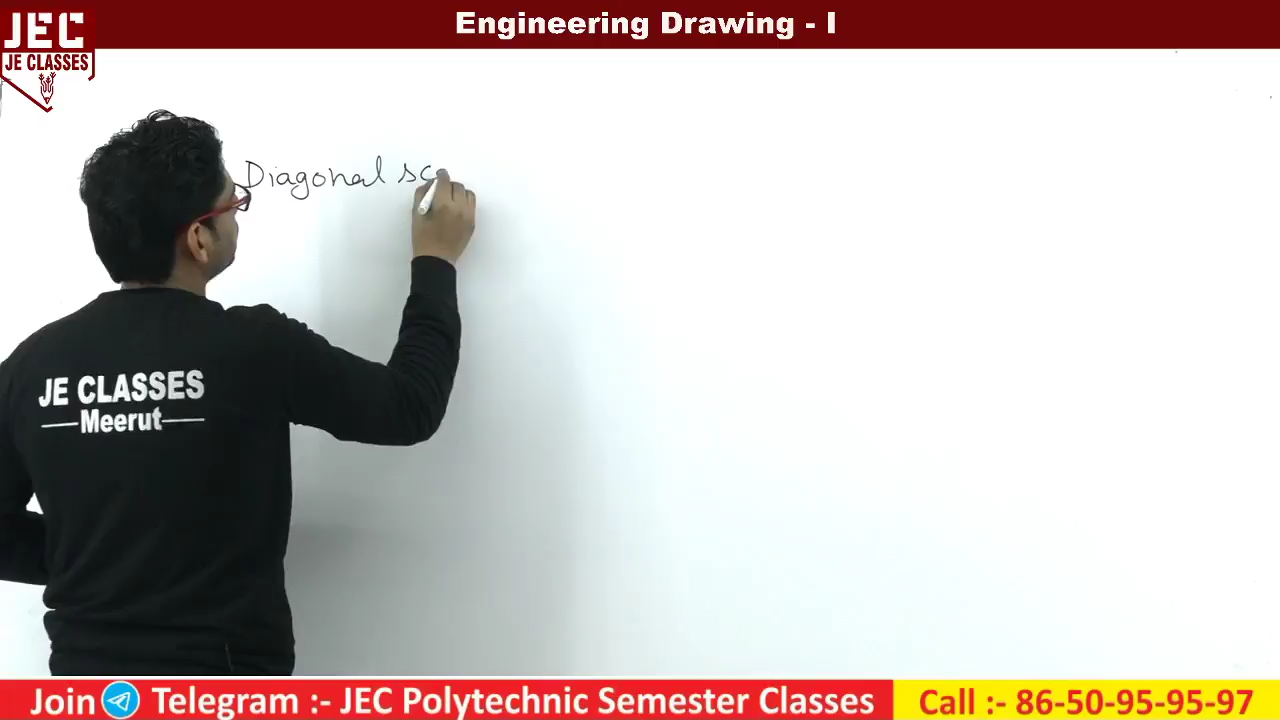 Engineering Drawing - I
JEC
JE CLASSES
Diagonal sc
JE CLASSES
Meerut
Join Telegram :- JEC Polytechnic Semester Classes
Call :- 86-50-95-95-97